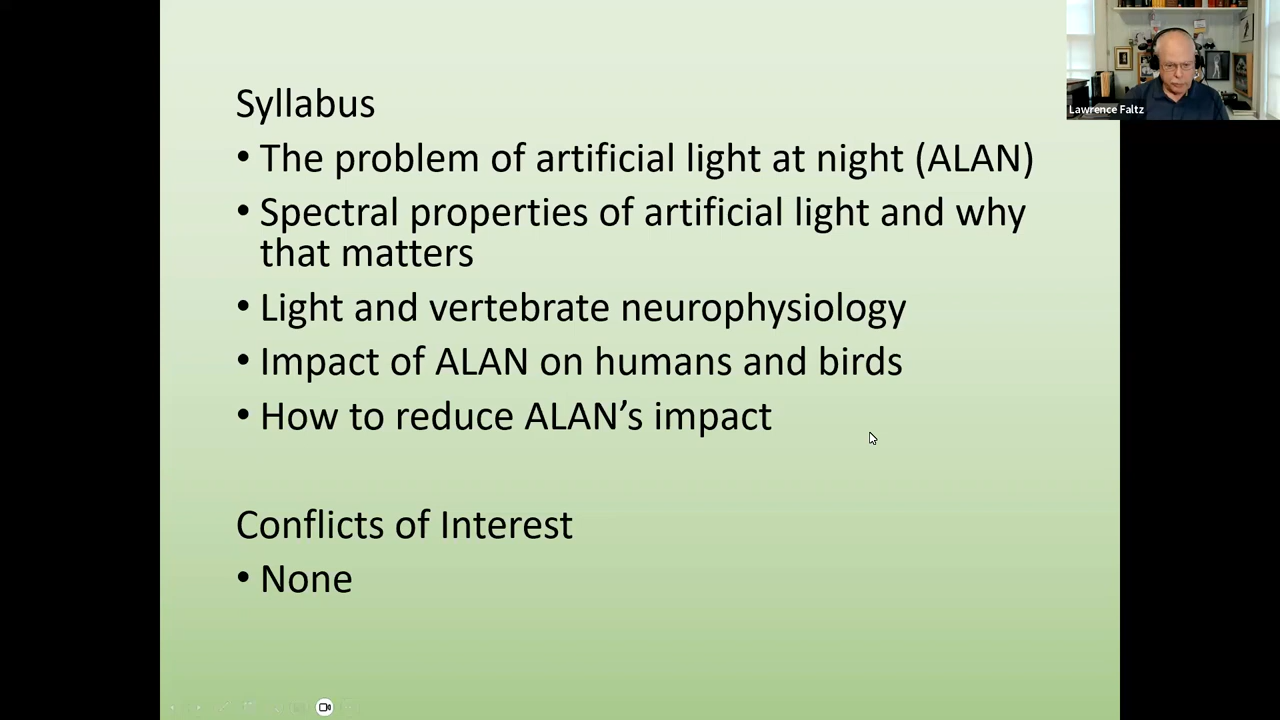 Syllabus
• The problem of artificial light at night (ALAN)
• Spectral properties of artificial light and why
that matters
• Light and vertebrate neurophysiology
• Impact of ALAN on humans and birds
• How to reduce ALAN’s impact
Conflicts of Interest
• None
Lawrence Faltz